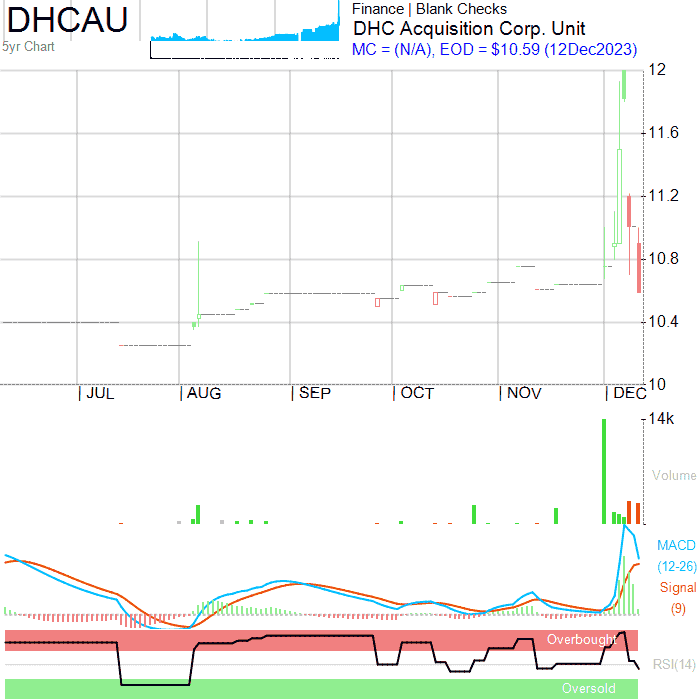 DHCAU
Finance | Blank Checks
DHC Acquisition Corp. Unit
5yr Chart
MC = (N/A), EOD = $10.59 (12Dec2023)
12
11.6
11.2
10.8
10.4
10
| JUL | AUG | SEP | OCT | NOV | DEC
14k
Volume
MACD
(12-26)
Signal
(9)
Overbought
RSI(14)
Oversold